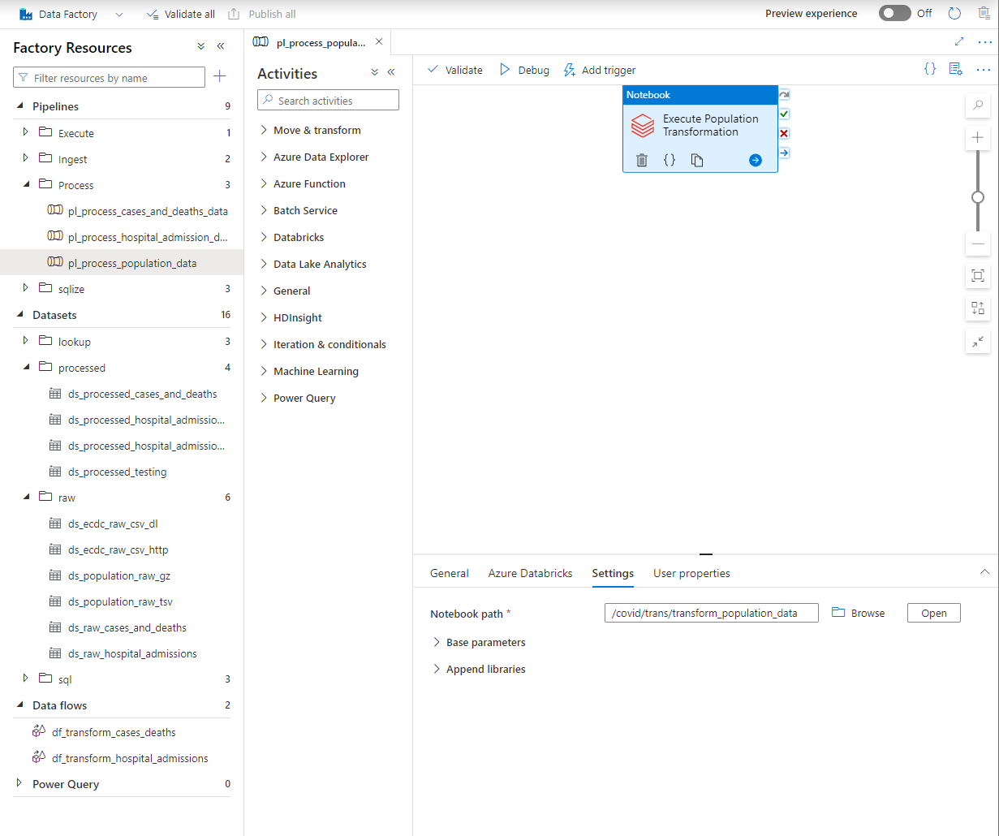 Data Factory
Validate all
Publish all
Preview experience
Off
Factory Resources
Filter resources by name
Pipelines 9
Execute 1
Ingest 2
Process 3
pl_process_cases_and_deaths_data
pl_process_hospital_admission_d...
pl_process_population_data
sqlize 3
Datasets 16
lookup 3
processed 4
ds_processed_cases_and_deaths
ds_processed_hospital_admissio...
ds_processed_hospital_admissio...
ds_processed_testing
raw 6
ds_ecdc_raw_csv_dl
ds_ecdc_raw_csv_http
ds_population_raw_gz
ds_population_raw_tsv
ds_raw_cases_and_deaths
ds_raw_hospital_admissions
sql 3
Data flows 2
df_transform_cases_deaths
df_transform_hospital_admissions
Power Query 0
pl_process_popula...
Activities
Search activities
Move & transform
Azure Data Explorer
Azure Function
Batch Service
Databricks
Data Lake Analytics
General
HDInsight
Iteration & conditionals
Machine Learning
Power Query
Validate
Debug
Add trigger
Notebook
Execute Population
Transformation
General
Azure Databricks
Settings
User properties
Notebook path *
/covid/trans/transform_population_data
Browse
Open
Base parameters
Append libraries